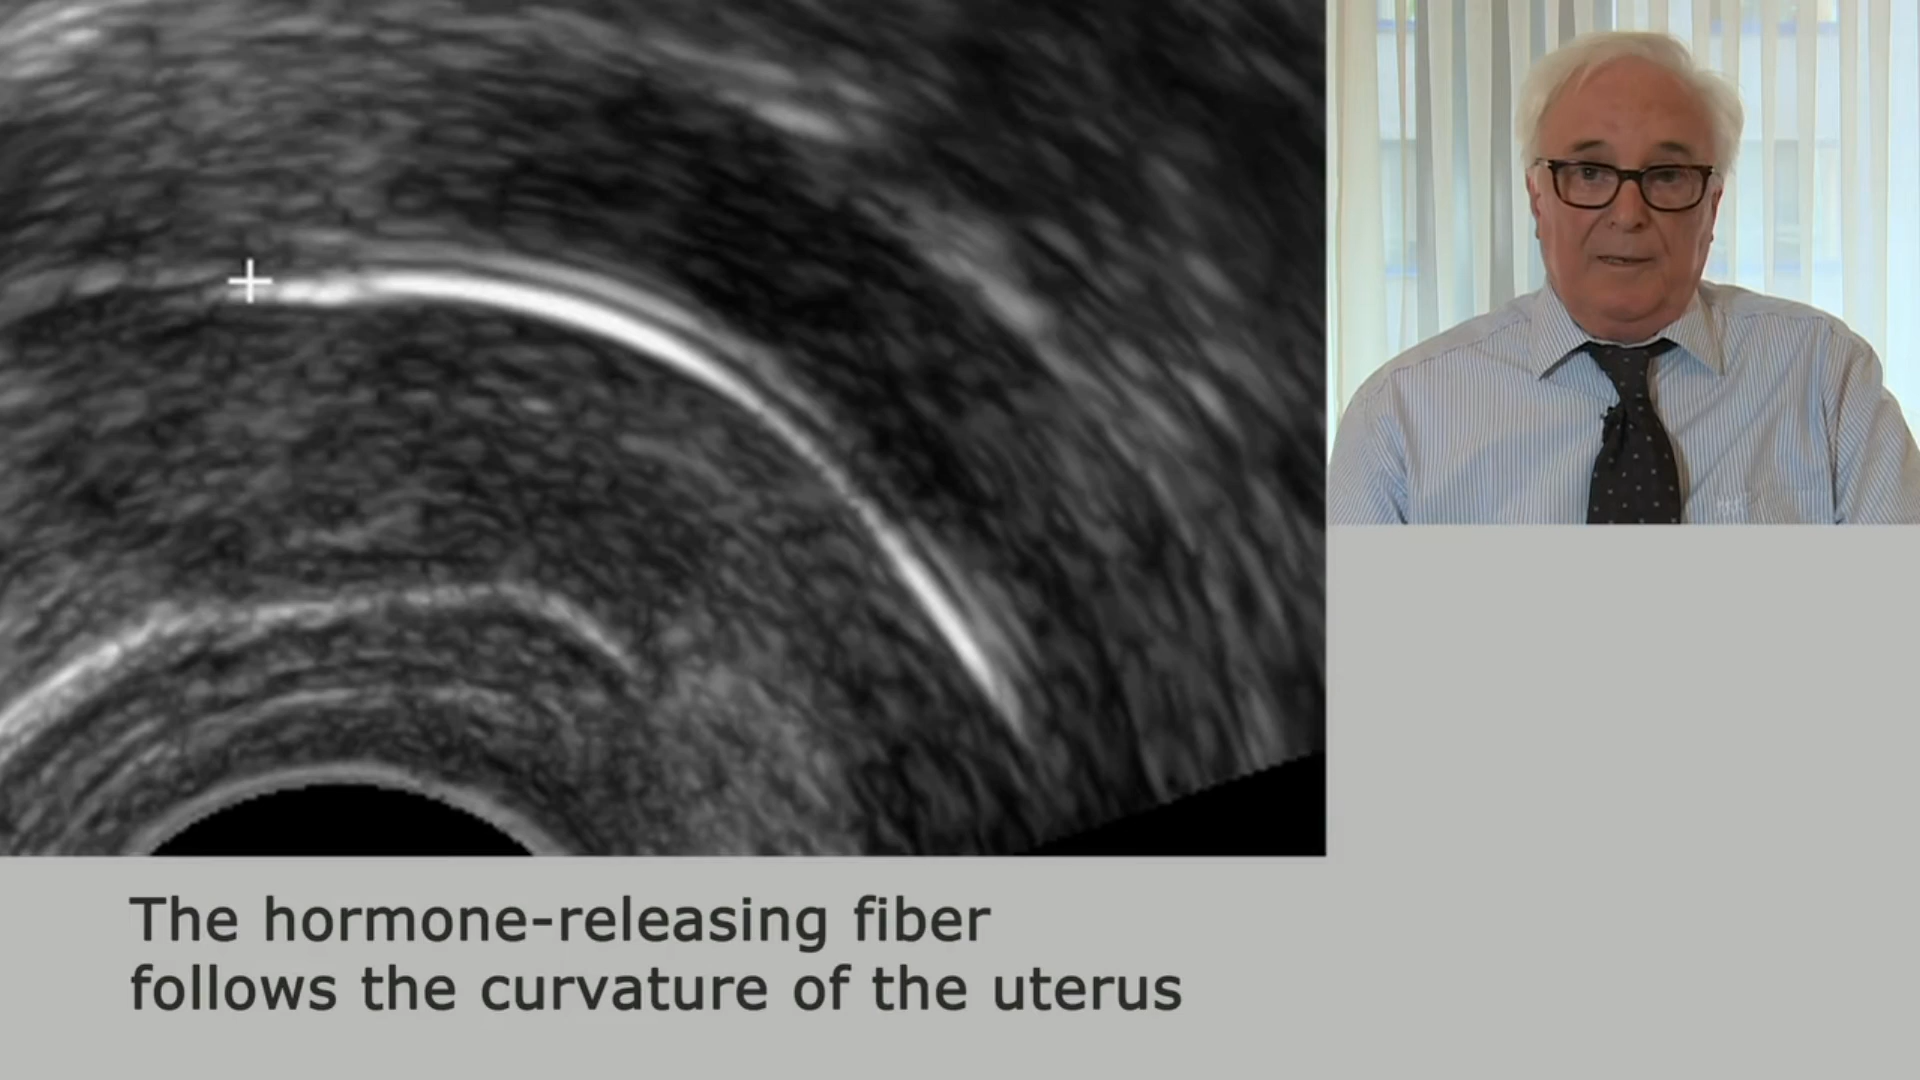 The hormone-releasing fiber
follows the curvature of the uterus